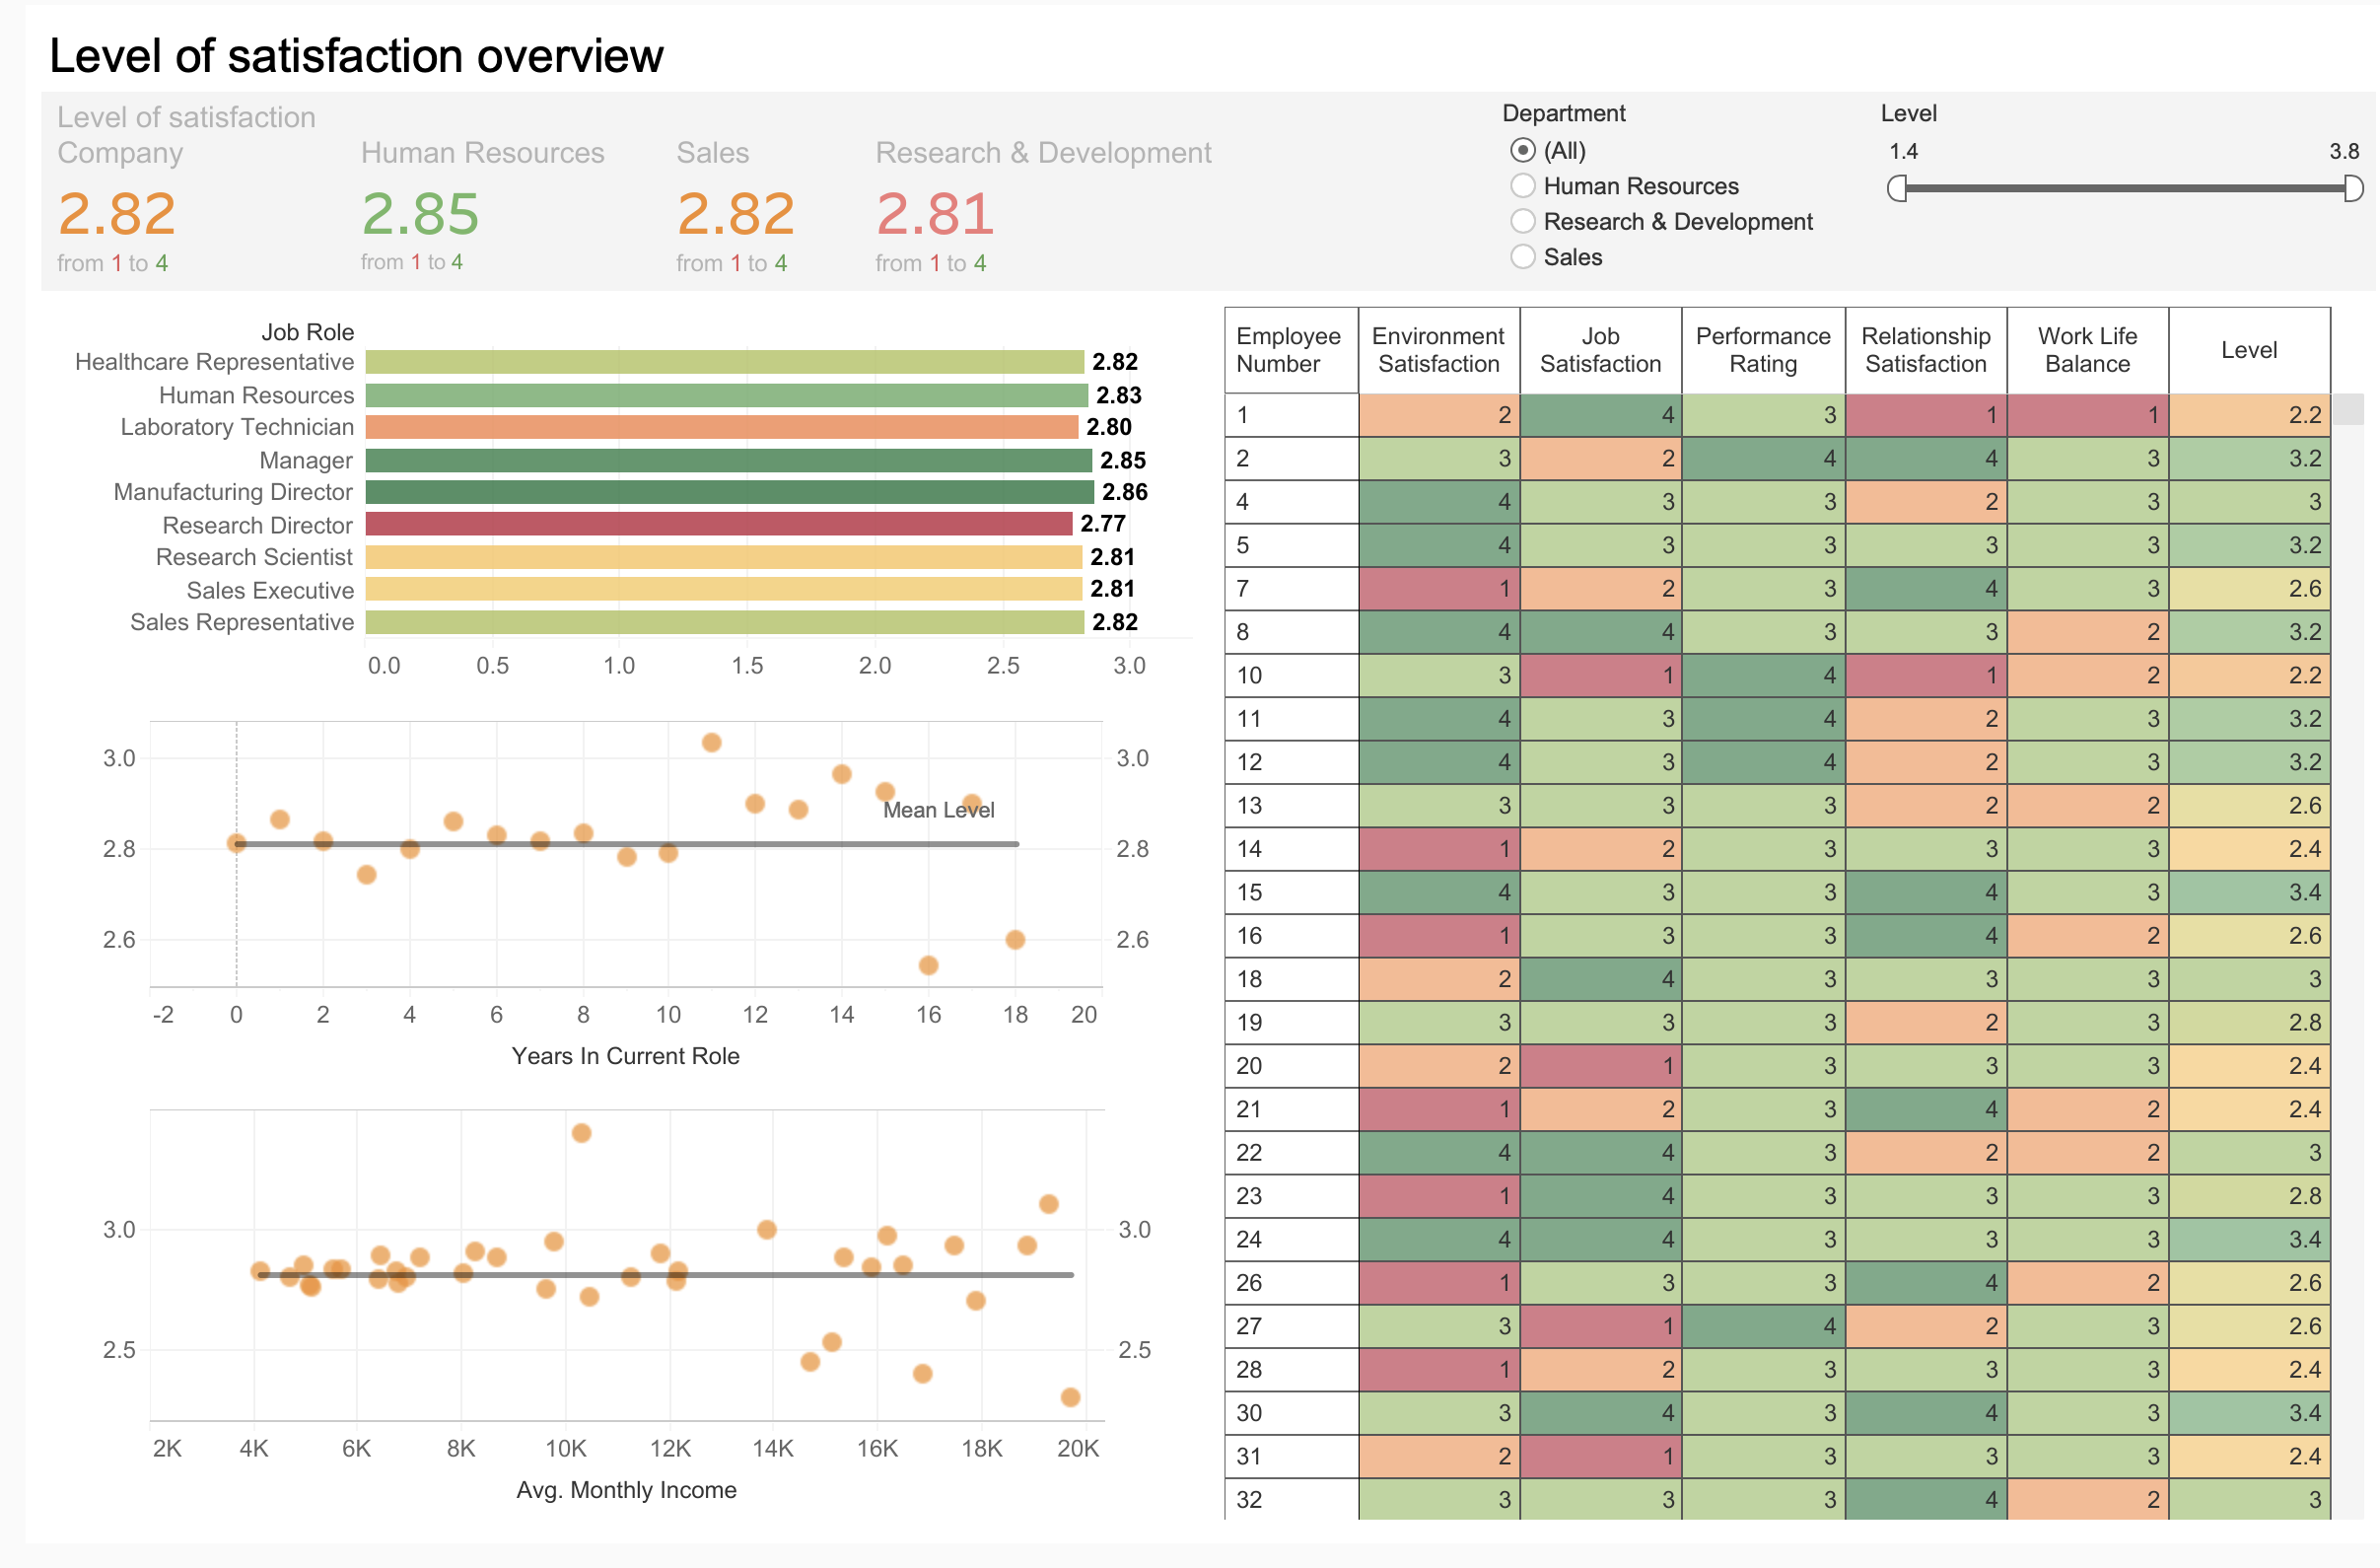 Level of satisfaction overview
Level of satisfaction
Company
Human Resources
Sales
Research & Development
2.82
2.85
2.82
2.81
from 1 to 4
from 1 to 4
from 1 to 4
from 1 to 4
Department
(All)
Human Resources
Research & Development
Sales
Level
1.4 3.8
Job Role
Healthcare Representative 2.82
Human Resources 2.83
Laboratory Technician 2.80
Manager 2.85
Manufacturing Director 2.86
Research Director 2.77
Research Scientist 2.81
Sales Executive 2.81
Sales Representative 2.82
0.0 0.5 1.0 1.5 2.0 2.5 3.0
3.0 3.0
Mean Level
2.8 2.8
2.6 2.6
-2 0 2 4 6 8 10 12 14 16 18 20
Years In Current Role
3.0 3.0
2.5 2.5
2K 4K 6K 8K 10K 12K 14K 16K 18K 20K
Avg. Monthly Income
Employee Number Environment Satisfaction Job Satisfaction Performance Rating Relationship Satisfaction Work Life Balance Level
1 2 4 3 1 1 2.2
2 3 2 4 4 3 3.2
4 4 3 3 2 3 3
5 4 3 3 3 3 3.2
7 1 2 3 4 3 2.6
8 4 4 3 3 2 3.2
10 3 1 4 1 2 2.2
11 4 3 4 2 3 3.2
12 4 3 4 2 3 3.2
13 3 3 3 2 2 2.6
14 1 2 3 3 3 2.4
15 4 3 3 4 3 3.4
16 1 3 3 4 2 2.6
18 2 4 3 3 3 3
19 3 3 3 2 3 2.8
20 2 1 3 3 3 2.4
21 1 2 3 4 2 2.4
22 4 4 3 2 2 3
23 1 4 3 3 3 2.8
24 4 4 3 3 3 3.4
26 1 3 3 4 2 2.6
27 3 1 4 2 3 2.6
28 1 2 3 3 3 2.4
30 3 4 3 4 3 3.4
31 2 1 3 3 3 2.4
32 3 3 3 4 2 3